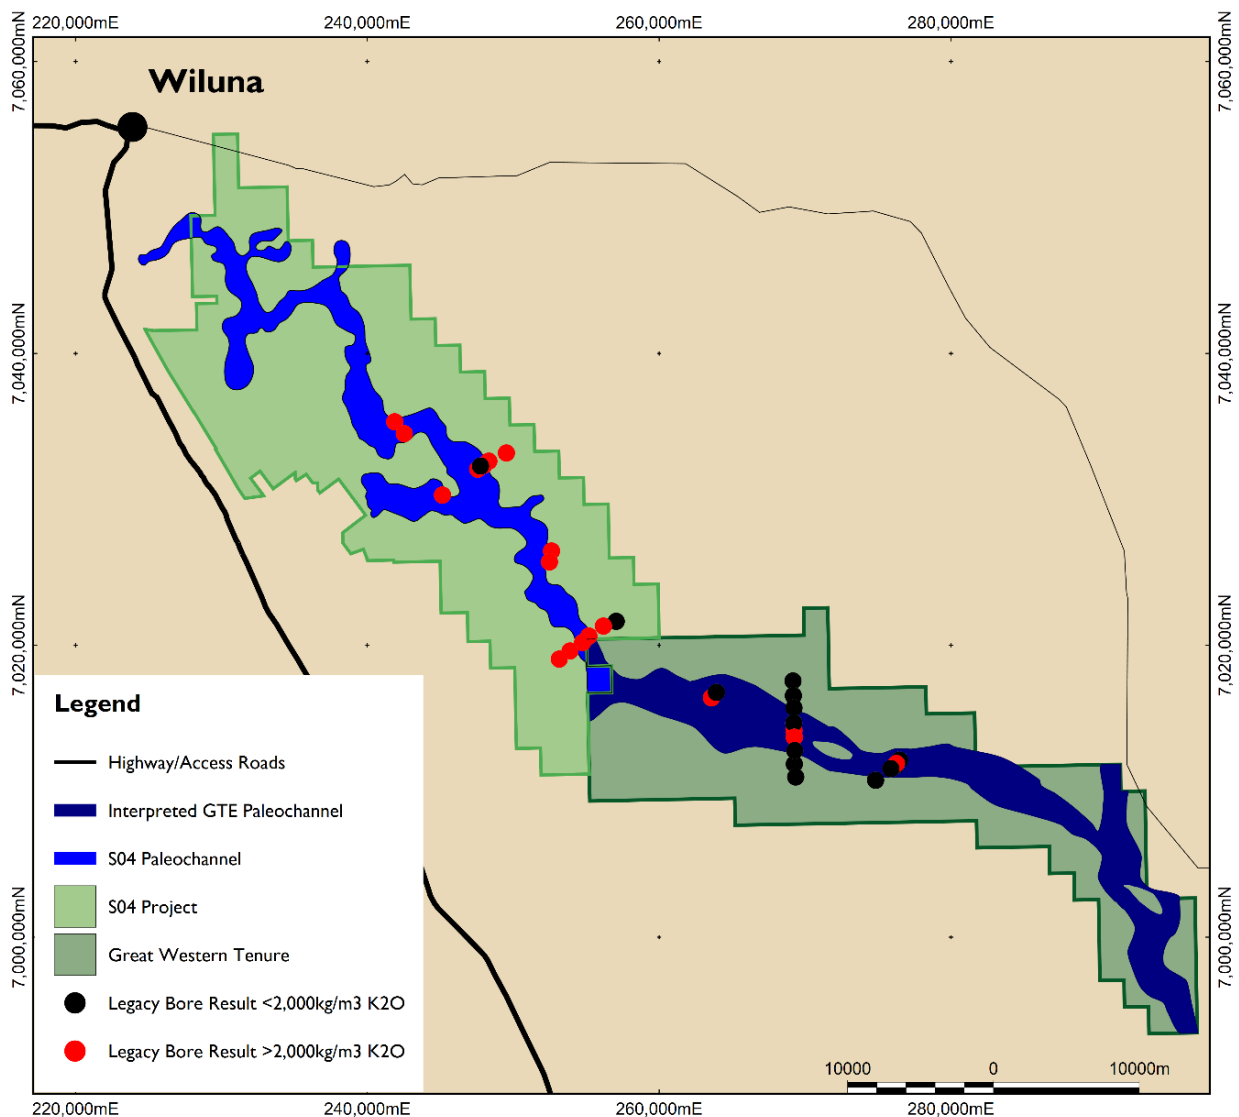 220,000mE 240,000mE 260,000mE 280,000mE
7,060,000mN 7,060,000mN
Wiluna
7,040,000mN 7,040,000mN
7,020,000mN 7,020,000mN
Legend
Highway/Access Roads
Interpreted GTE Paleochannel
S04 Paleochannel
S04 Project
Great Western Tenure
7,000,000mN 7,000,000mN
Legacy Bore Result <2,000kg/m3 K2O
Legacy Bore Result >2,000kg/m3 K2O
10000 0 10000m
220,000mE 240,000mE 260,000mE 280,000mE